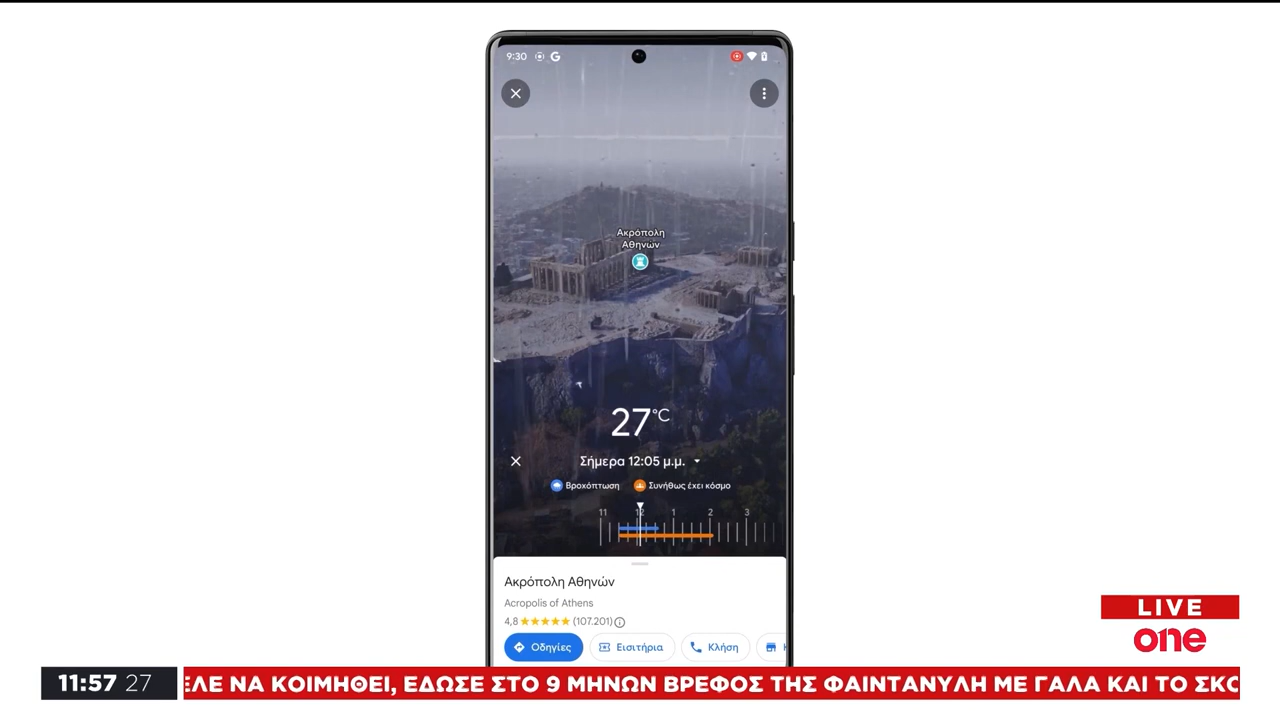 9:30
Ακρόπολη
Αθηνών
27°C
Σήμερα 12:05 μ.μ.
Βροχόπτωση Συνήθως έχει κόσμο
11 12 1 2 3
Ακρόπολη Αθηνών
Acropolis of Athens
4,8 (107.201)
Οδηγίες Εισιτήρια Κλήση
LIVE
one
11:57 27
ΕΛΕ ΝΑ ΚΟΙΜΗΘΕΙ, ΕΔΩΣΕ ΣΤΟ 9 ΜΗΝΩΝ ΒΡΕΦΟΣ ΤΗΣ ΦΑΙΝΤΑΝΥΛΗ ΜΕ ΓΑΛΑ ΚΑΙ ΤΟ ΣΚΟ